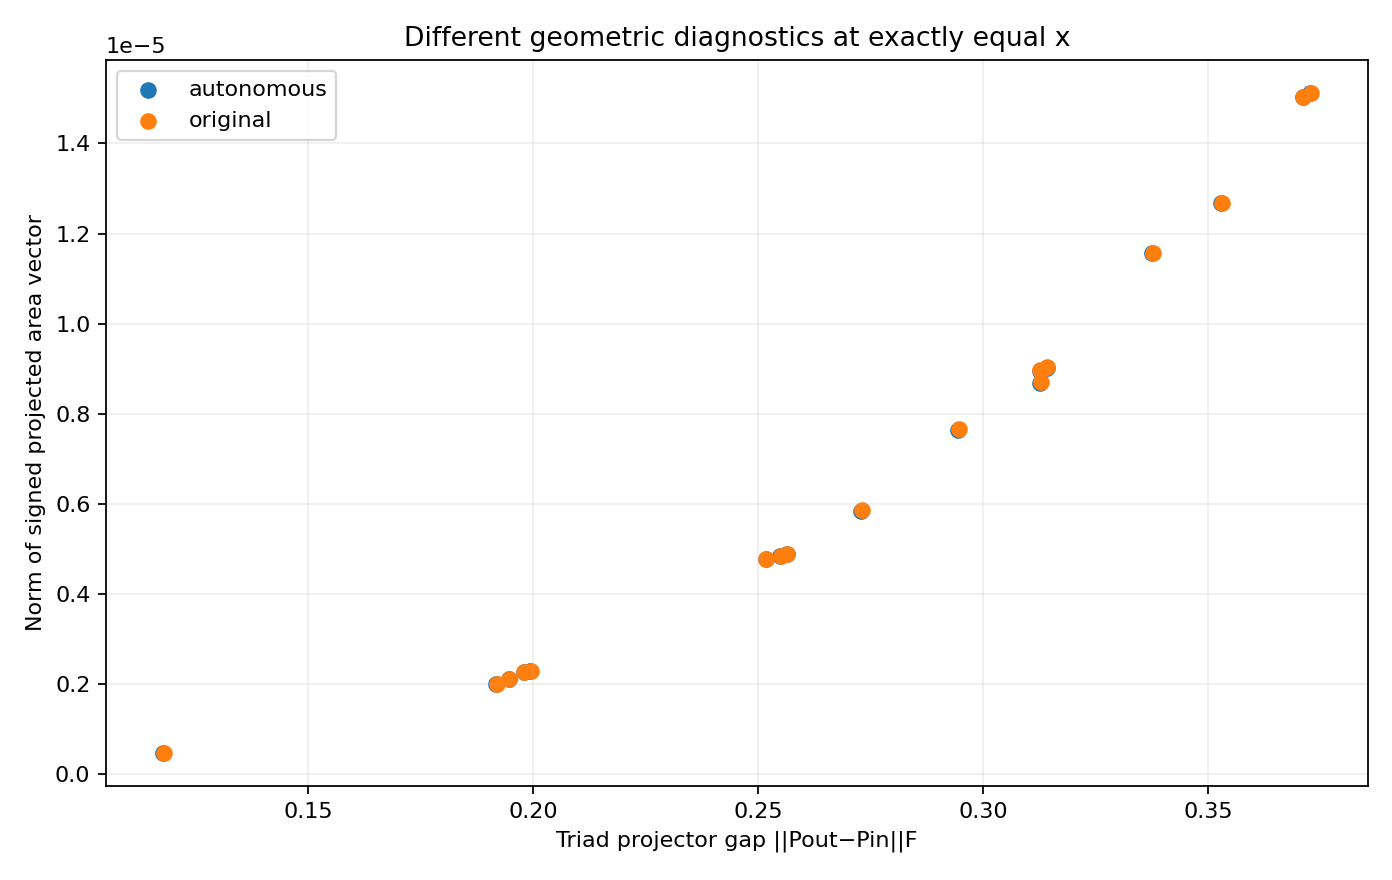 Different geometric diagnostics at exactly equal x
1e−5
autonomous
original
1.4
1.2
1.0
0.8
0.6
0.4
0.2
0.0
Norm of signed projected area vector
0.15 0.20 0.25 0.30 0.35
Triad projector gap ||Pout−Pin||F